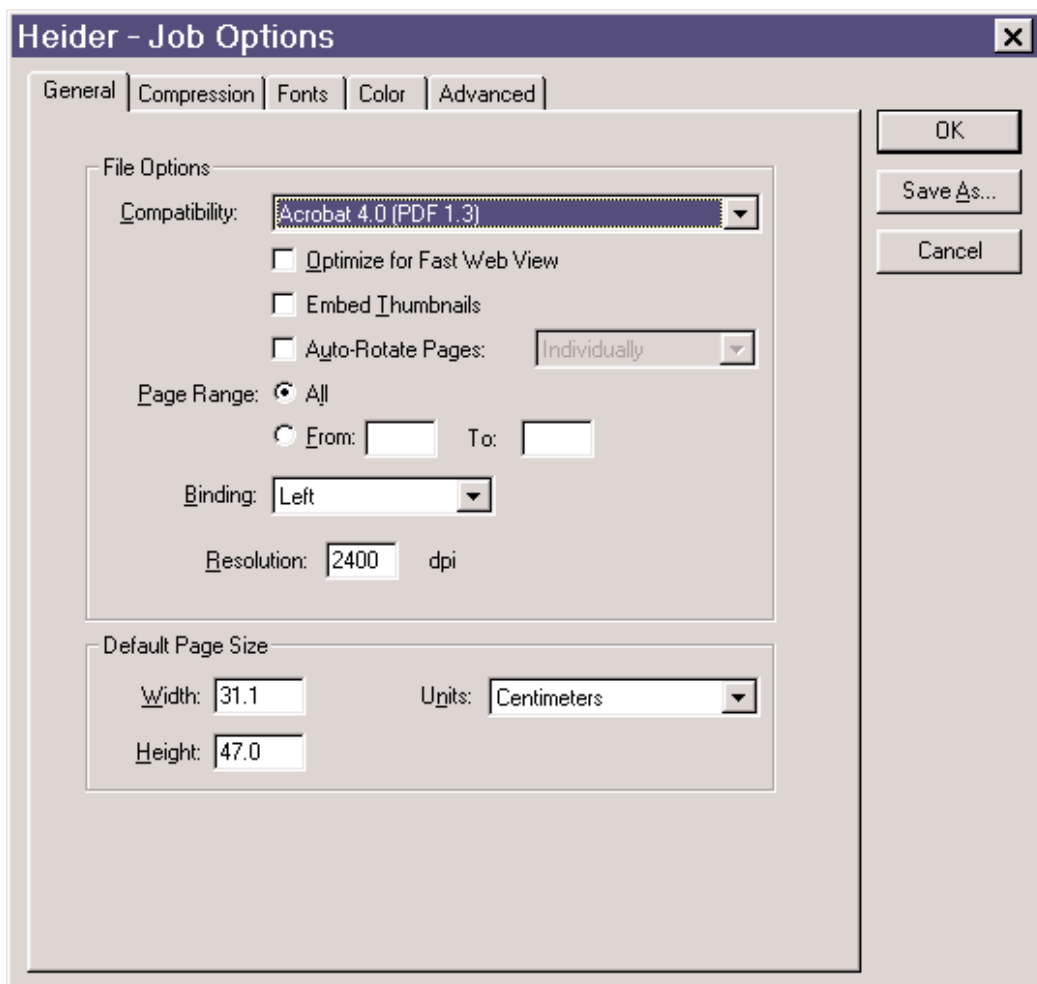 Heider - Job Options
General Compression Fonts Color Advanced
OK
Save As...
Cancel
File Options
Compatibility: Acrobat 4.0 (PDF 1.3)
Optimize for Fast Web View
Embed Thumbnails
Auto-Rotate Pages: Individually
Page Range: All
From: To:
Binding: Left
Resolution: 2400 dpi
Default Page Size
Width: 31.1 Units: Centimeters
Height: 47.0